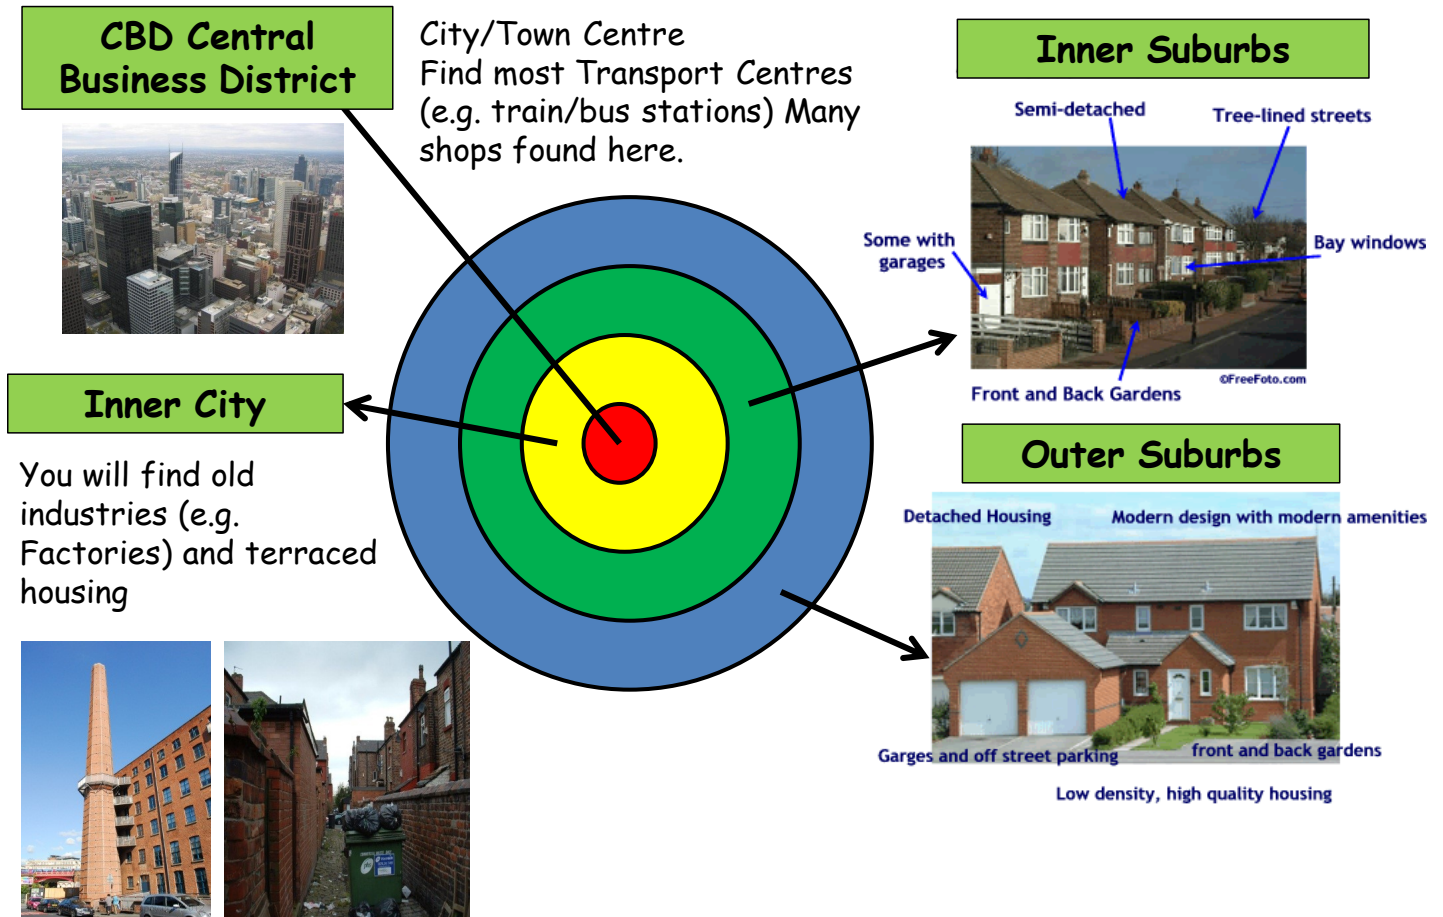 CBD Central
Business District
City/Town Centre
Find most Transport Centres
(e.g. train/bus stations) Many
shops found here.
Inner Suburbs
Semi-detached
Tree-lined streets
Some with
garages
Bay windows
©FreeFoto.com
Front and Back Gardens
Inner City
You will find old
industries (e.g.
Factories) and terraced
housing
Outer Suburbs
Detached Housing
Modern design with modern amenities
Garges and off street parking
front and back gardens
Low density, high quality housing